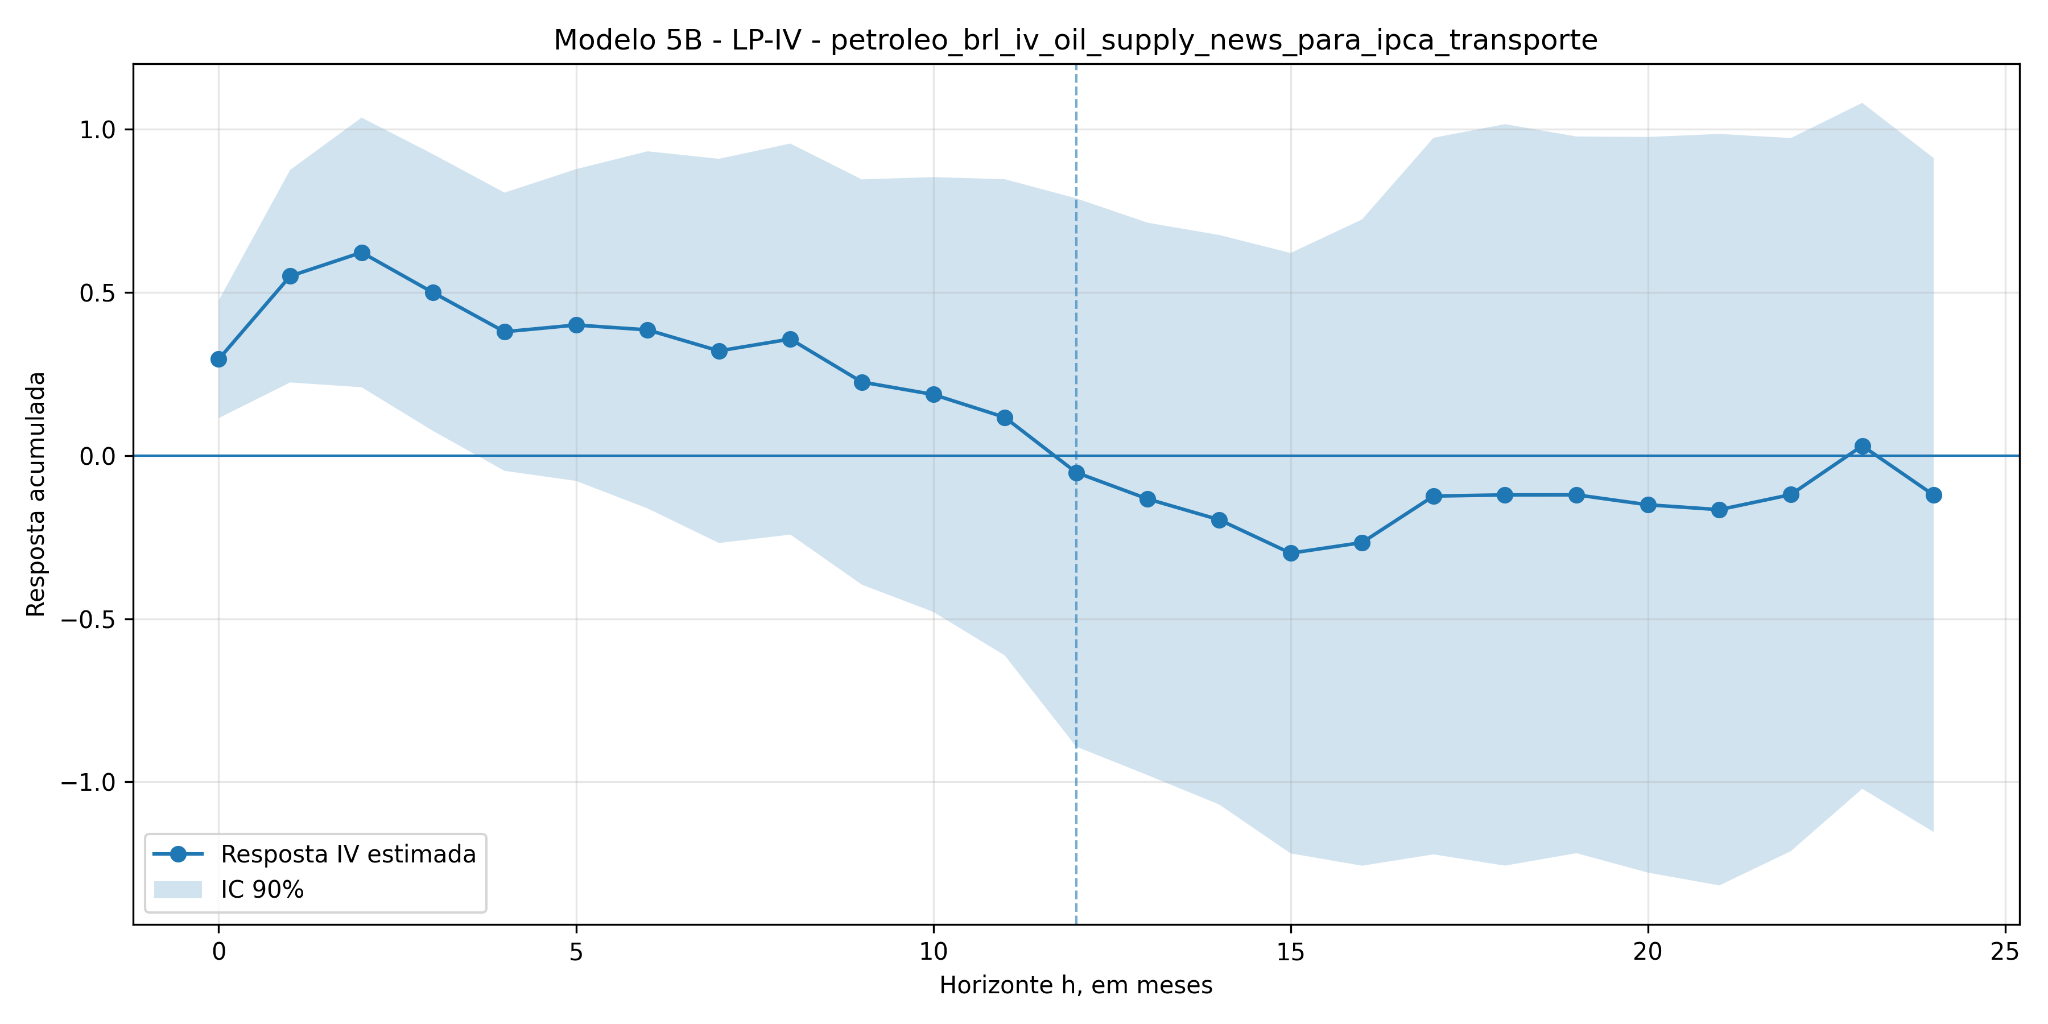 Modelo 5B - LP-IV - petroleo_brl_iv_oil_supply_news_para_ipca_transporte
Resposta acumulada
1.0
0.5
0.0
−0.5
−1.0
Resposta IV estimada
IC 90%
0
5
10
15
20
25
Horizonte h, em meses